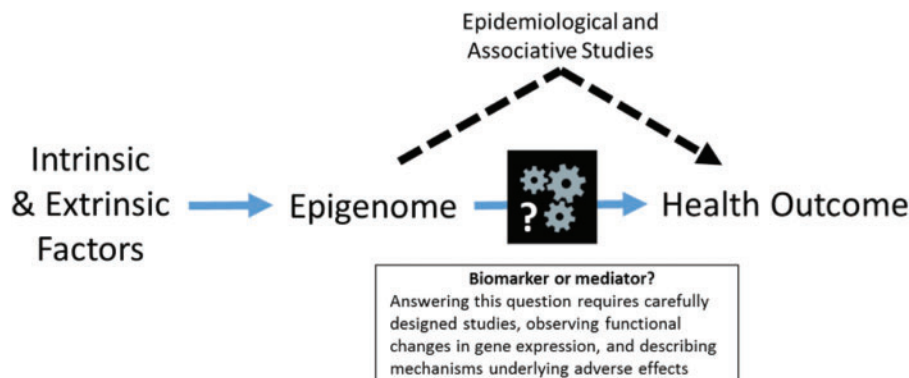 Epidemiological and
Associative Studies
Intrinsic
& Extrinsic
Factors
Epigenome
?
Health Outcome
Biomarker or mediator?
Answering this question requires carefully
designed studies, observing functional
changes in gene expression, and describing
mechanisms underlying adverse effects